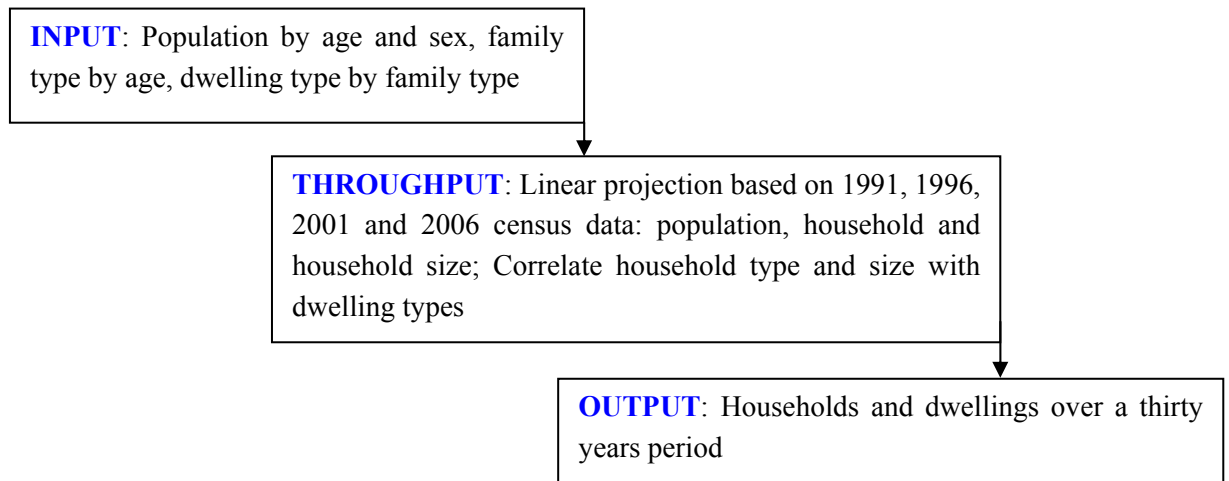 INPUT: Population by age and sex, family
type by age, dwelling type by family type
THROUGHPUT: Linear projection based on 1991, 1996,
2001 and 2006 census data: population, household and
household size; Correlate household type and size with
dwelling types
OUTPUT: Households and dwellings over a thirty
years period